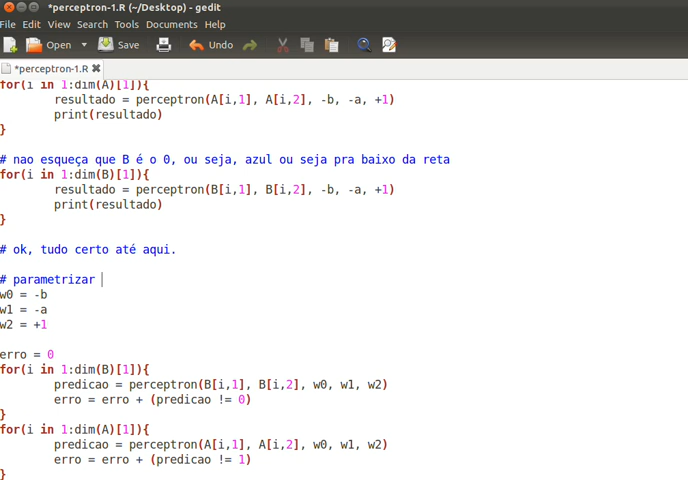 *perceptron-1.R (~/Desktop) - gedit
File Edit View Search Tools Documents Help
Open Save Undo
*perceptron-1.R
for(i in 1:dim(A)[1]){
resultado = perceptron(A[i,1], A[i,2], -b, -a, +1)
print(resultado)
}
# nao esqueça que B é o 0, ou seja, azul ou seja pra baixo da reta
for(i in 1:dim(B)[1]){
resultado = perceptron(B[i,1], B[i,2], -b, -a, +1)
print(resultado)
}
# ok, tudo certo até aqui.
# parametrizar
w0 = -b
w1 = -a
w2 = +1
erro = 0
for(i in 1:dim(B)[1]){
predicao = perceptron(B[i,1], B[i,2], w0, w1, w2)
erro = erro + (predicao != 0)
}
for(i in 1:dim(A)[1]){
predicao = perceptron(A[i,1], A[i,2], w0, w1, w2)
erro = erro + (predicao != 1)
}